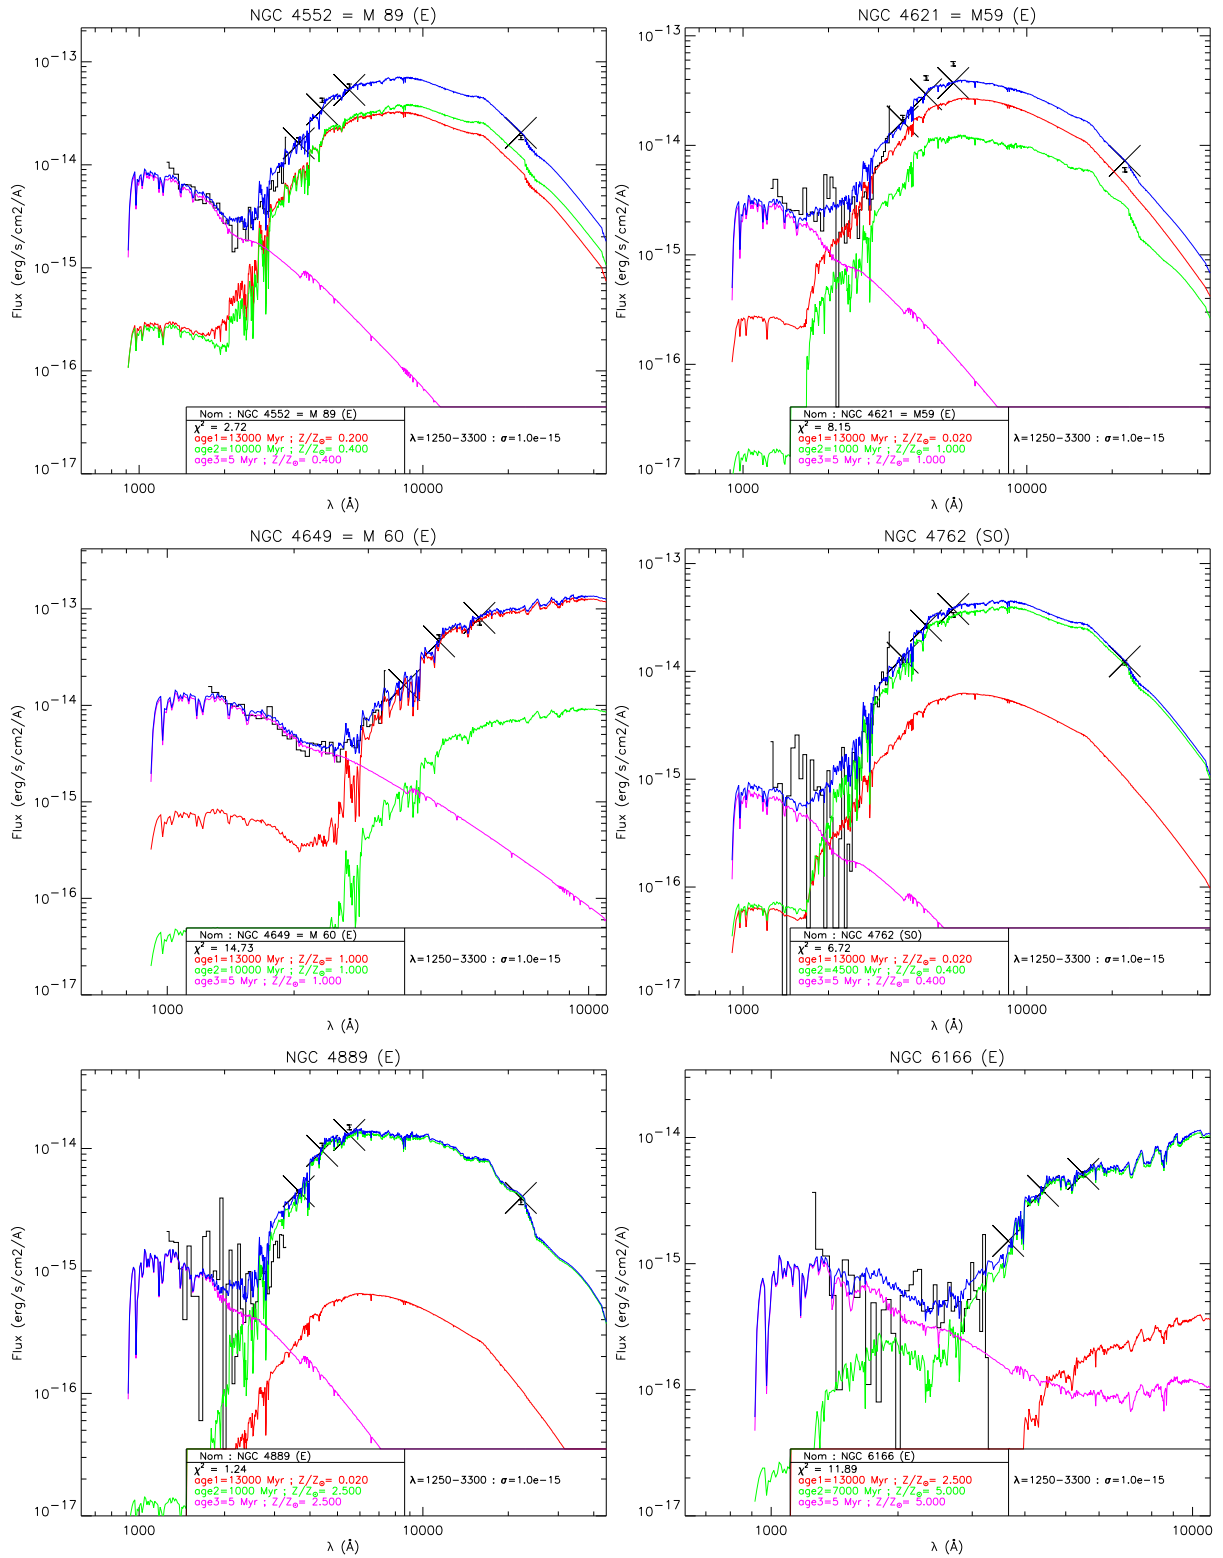 NGC 4552 = M 89 (E)
10⁻¹³
10⁻¹⁴
10⁻¹⁵
10⁻¹⁶
10⁻¹⁷
Flux (erg/s/cm2/A)
Nom : NGC 4552 = M 89 (E)
χ² = 2.72
age1=13000 Myr ; Z/Z⊙= 0.200
age2=10000 Myr ; Z/Z⊙= 0.400
age3=5 Myr ; Z/Z⊙= 0.400
λ=1250-3300 : σ=1.0e-15
1000 10000
λ (Å)
NGC 4621 = M59 (E)
10⁻¹³
10⁻¹⁴
10⁻¹⁵
10⁻¹⁶
10⁻¹⁷
Flux (erg/s/cm2/A)
Nom : NGC 4621 = M59 (E)
χ² = 8.15
age1=13000 Myr ; Z/Z⊙= 0.020
age2=1000 Myr ; Z/Z⊙= 1.000
age3=5 Myr ; Z/Z⊙= 1.000
λ=1250-3300 : σ=1.0e-15
1000 10000
λ (Å)
NGC 4649 = M 60 (E)
10⁻¹³
10⁻¹⁴
10⁻¹⁵
10⁻¹⁶
10⁻¹⁷
Flux (erg/s/cm2/A)
Nom : NGC 4649 = M 60 (E)
χ² = 14.73
age1=13000 Myr ; Z/Z⊙= 1.000
age2=10000 Myr ; Z/Z⊙= 1.000
age3=5 Myr ; Z/Z⊙= 1.000
λ=1250-3300 : σ=1.0e-15
1000 10000
λ (Å)
NGC 4762 (S0)
10⁻¹³
10⁻¹⁴
10⁻¹⁵
10⁻¹⁶
10⁻¹⁷
Flux (erg/s/cm2/A)
Nom : NGC 4762 (S0)
χ² = 6.72
age1=13000 Myr ; Z/Z⊙= 0.020
age2=4500 Myr ; Z/Z⊙= 0.400
age3=5 Myr ; Z/Z⊙= 0.400
λ=1250-3300 : σ=1.0e-15
1000 10000
λ (Å)
NGC 4889 (E)
10⁻¹⁴
10⁻¹⁵
10⁻¹⁶
10⁻¹⁷
Flux (erg/s/cm2/A)
Nom : NGC 4889 (E)
χ² = 1.24
age1=13000 Myr ; Z/Z⊙= 0.020
age2=1000 Myr ; Z/Z⊙= 2.500
age3=5 Myr ; Z/Z⊙= 2.500
λ=1250-3300 : σ=1.0e-15
1000 10000
λ (Å)
NGC 6166 (E)
10⁻¹⁴
10⁻¹⁵
10⁻¹⁶
10⁻¹⁷
Flux (erg/s/cm2/A)
Nom : NGC 6166 (E)
χ² = 11.89
age1=13000 Myr ; Z/Z⊙= 2.500
age2=7000 Myr ; Z/Z⊙= 5.000
age3=5 Myr ; Z/Z⊙= 5.000
λ=1250-3300 : σ=1.0e-15
1000 10000
λ (Å)